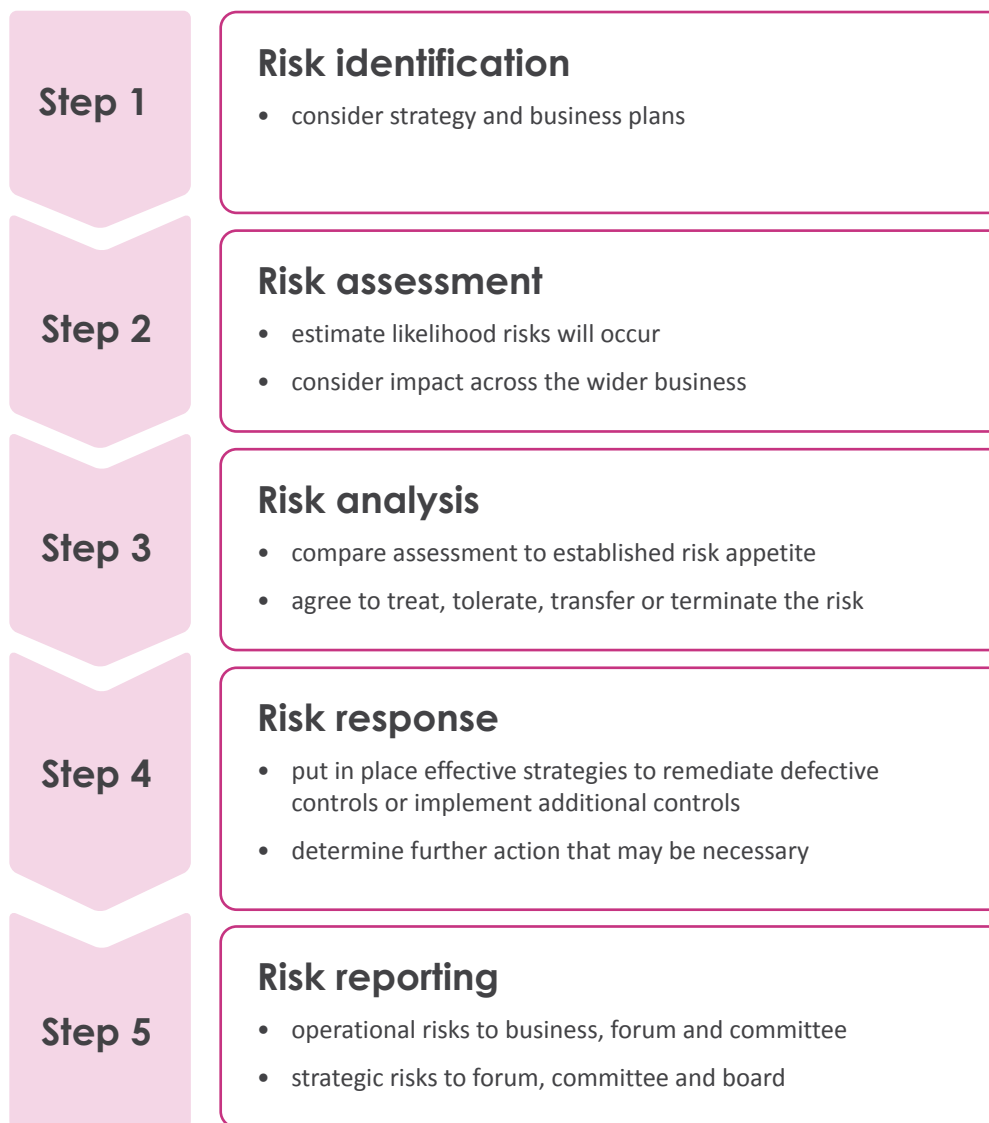 Step 1
Risk identification
• consider strategy and business plans
Step 2
Risk assessment
• estimate likelihood risks will occur
• consider impact across the wider business
Step 3
Risk analysis
• compare assessment to established risk appetite
• agree to treat, tolerate, transfer or terminate the risk
Step 4
Risk response
• put in place effective strategies to remediate defective
controls or implement additional controls
• determine further action that may be necessary
Step 5
Risk reporting
• operational risks to business, forum and committee
• strategic risks to forum, committee and board